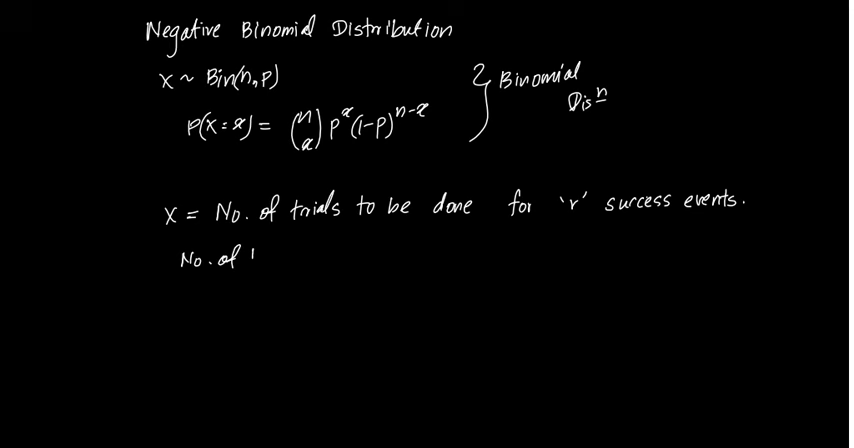 Negative Binomial Distribution
X ~ Bin(n,p)
P(X=x) = (n x) p^x (1-p)^{n-x}
} Binomial
Dis^n
X = No. of trials to be done for 'r' success events.
No. of